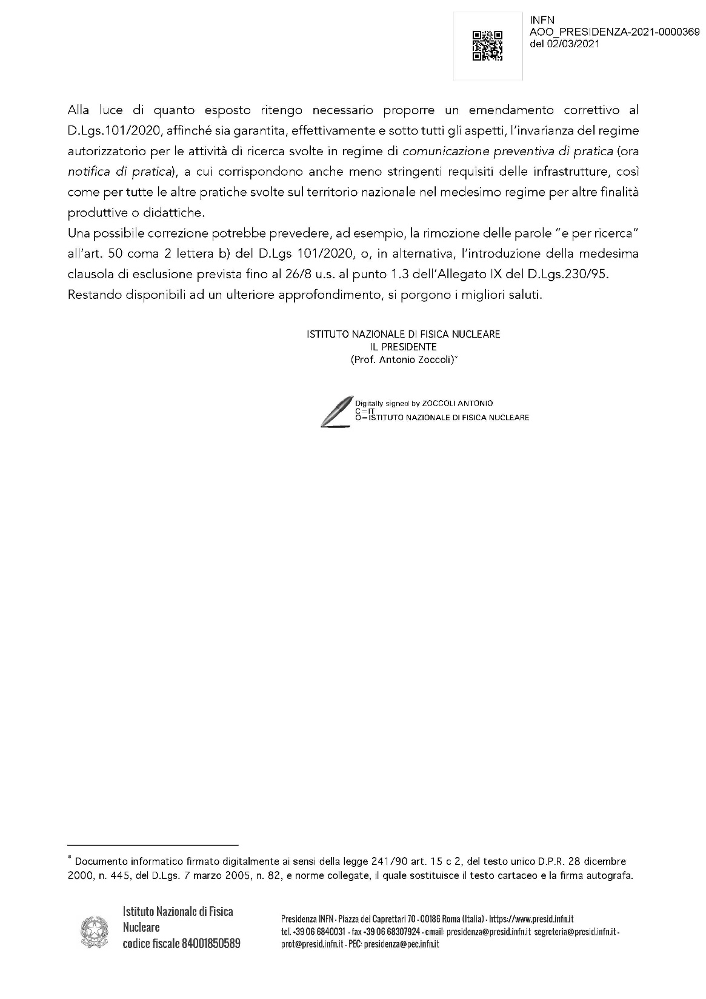 INFN
AOO_PRESIDENZA-2021-0000369
del 02/03/2021
Alla luce di quanto esposto ritengo necessario proporre un emendamento correttivo al
D.Lgs.101/2020, affinché sia garantita, effettivamente e sotto tutti gli aspetti, l’invarianza del regime
autorizzatorio per le attività di ricerca svolte in regime di comunicazione preventiva di pratica (ora
notifica di pratica), a cui corrispondono anche meno stringenti requisiti delle infrastrutture, così
come per tutte le altre pratiche svolte sul territorio nazionale nel medesimo regime per altre finalità
produttive o didattiche.
Una possibile correzione potrebbe prevedere, ad esempio, la rimozione delle parole “e per ricerca”
all’art. 50 coma 2 lettera b) del D.Lgs 101/2020, o, in alternativa, l’introduzione della medesima
clausola di esclusione prevista fino al 26/8 u.s. al punto 1.3 dell’Allegato IX del D.Lgs.230/95.
Restando disponibili ad un ulteriore approfondimento, si porgono i migliori saluti.
ISTITUTO NAZIONALE DI FISICA NUCLEARE
IL PRESIDENTE
(Prof. Antonio Zoccoli)*
Digitally signed by ZOCCOLI ANTONIO
C=IT
O=ISTITUTO NAZIONALE DI FISICA NUCLEARE
* Documento informatico firmato digitalmente ai sensi della legge 241/90 art. 15 c 2, del testo unico D.P.R. 28 dicembre
2000, n. 445, del D.Lgs. 7 marzo 2005, n. 82, e norme collegate, il quale sostituisce il testo cartaceo e la firma autografa.
Istituto Nazionale di Fisica
Nucleare
codice fiscale 84001850589
Presidenza INFN - Piazza dei Caprettari 70 - 00186 Roma (Italia) - https://www.presid.infn.it
tel. +39 06 6840031 - fax +39 06 68307924 - email: presidenza@presid.infn.it segreteria@presid.infn.it -
prot@presid.infn.it - PEC: presidenza@pec.infn.it